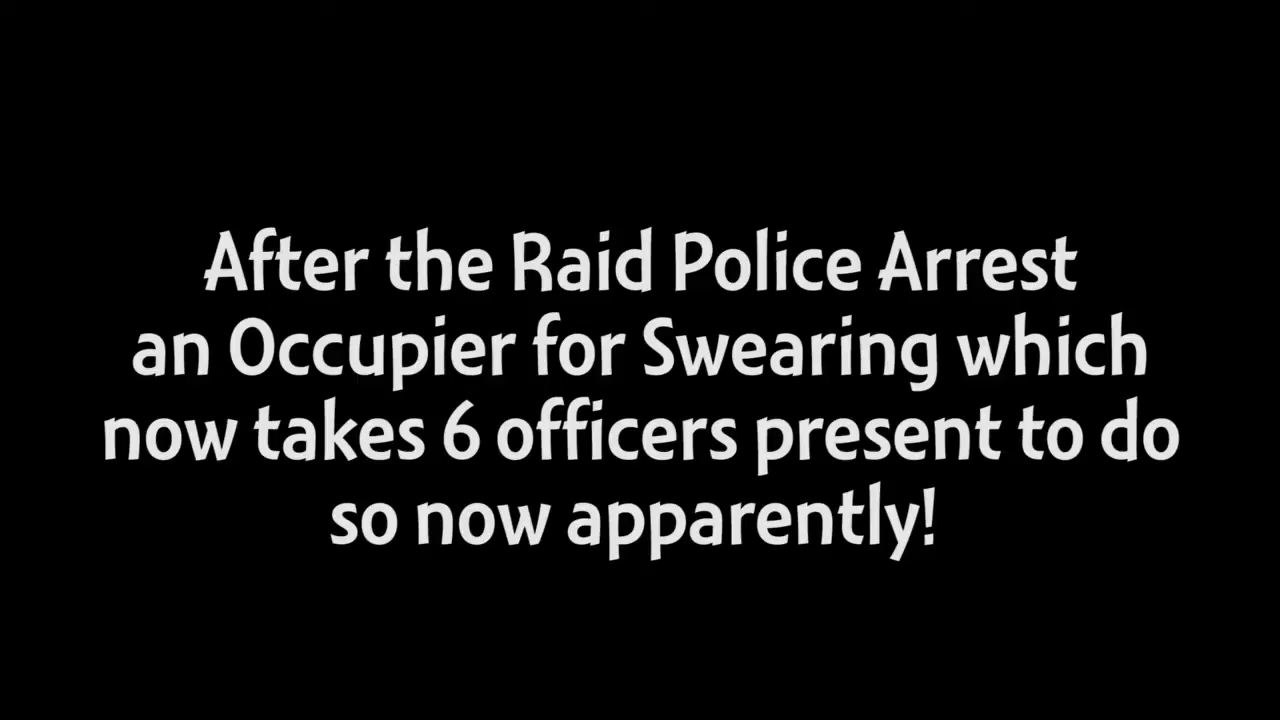 After the Raid Police Arrest
an Occupier for Swearing which
now takes 6 officers present to do
so now apparently!